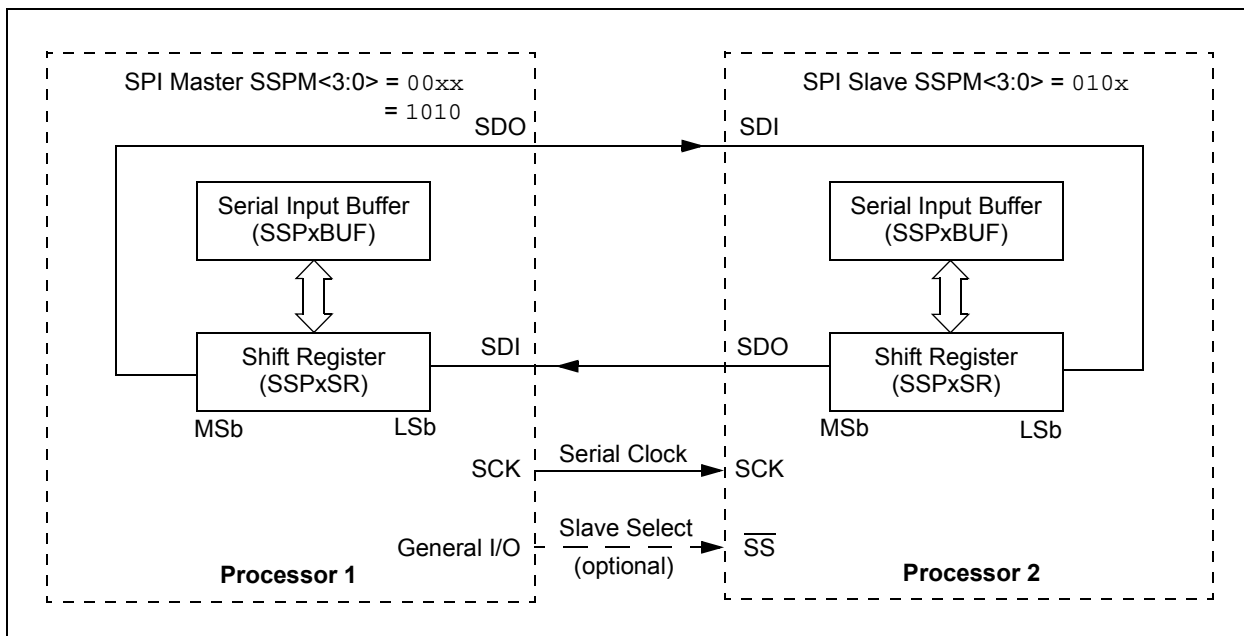 SPI Master SSPM<3:0> = 00xx
= 1010
SDO
Serial Input Buffer
(SSPxBUF)
Shift Register
(SSPxSR)
MSb
LSb
SDI
SCK
General I/O
Processor 1
Serial Clock
Slave Select
(optional)
SPI Slave SSPM<3:0> = 010x
SDI
Serial Input Buffer
(SSPxBUF)
SDO
Shift Register
(SSPxSR)
MSb
LSb
SCK
S̅S̅
Processor 2